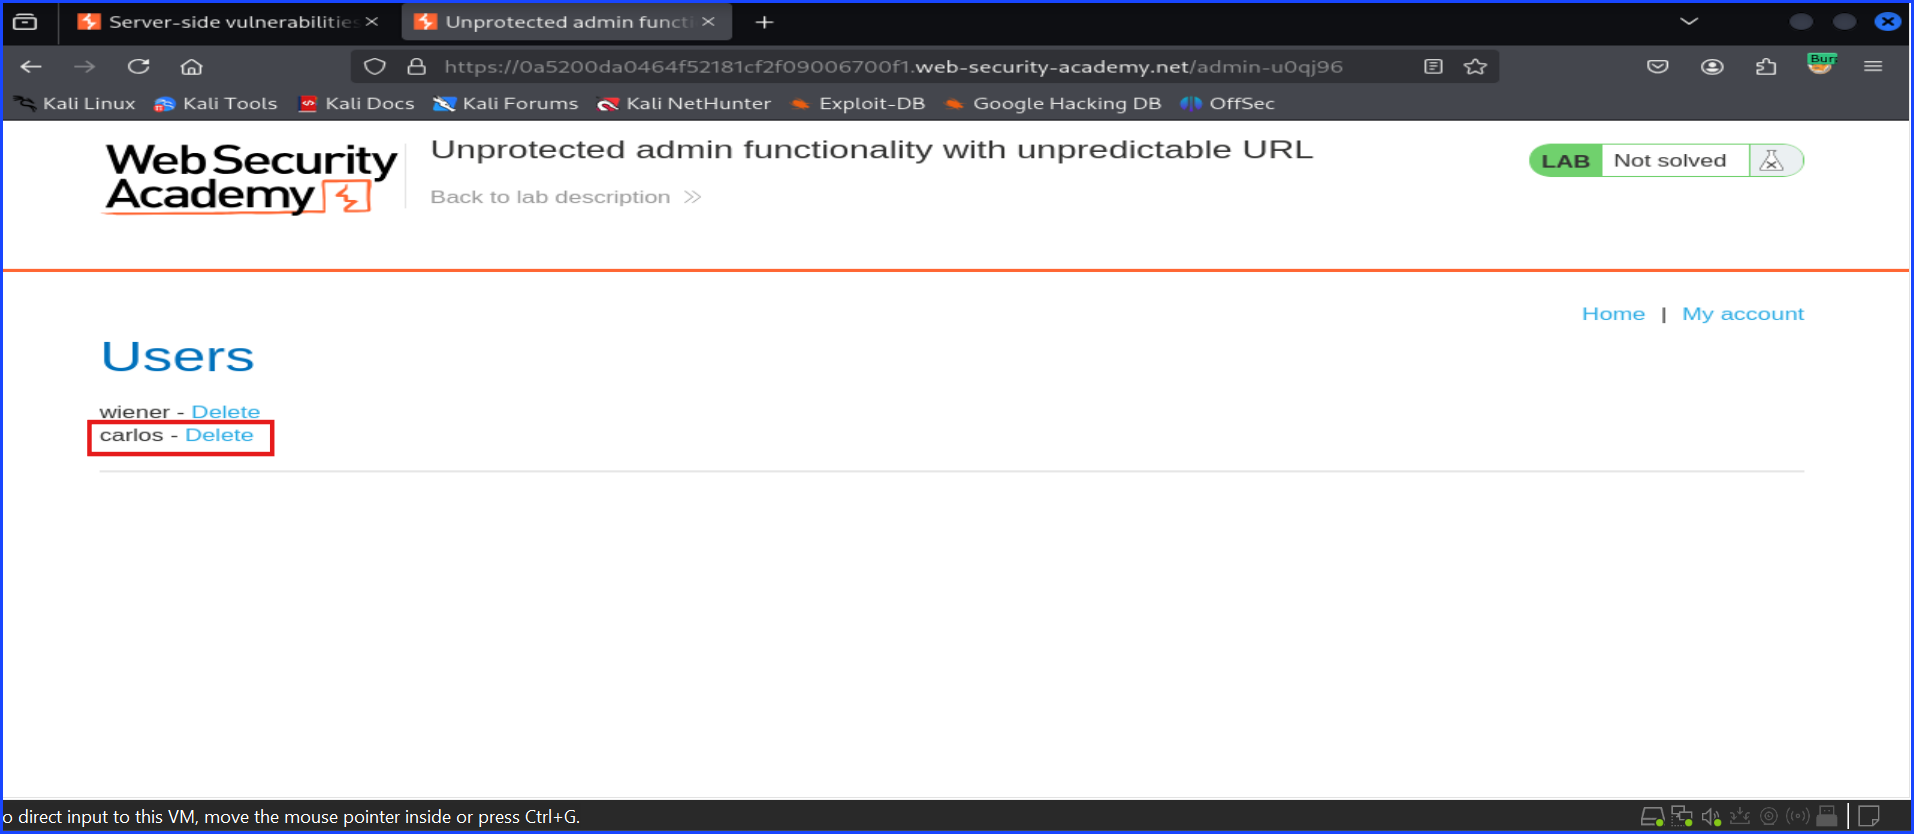 Server-side vulnerabilities
Unprotected admin functi
https://0a5200da0464f52181cf2f09006700f1.web-security-academy.net/admin-u0qj96
Bur
Kali Linux
Kali Tools
Kali Docs
Kali Forums
Kali NetHunter
Exploit-DB
Google Hacking DB
OffSec
Web Security
Academy
Unprotected admin functionality with unpredictable URL
Back to lab description
LAB
Not solved
Home | My account
Users
wiener - Delete
carlos - Delete
o direct input to this VM, move the mouse pointer inside or press Ctrl+G.